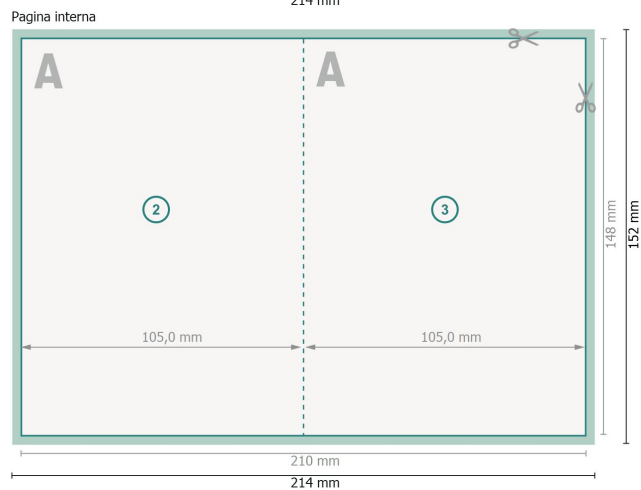 214 mm
Pagina interna
A
A
2
3
148 mm
152 mm
105,0 mm
105,0 mm
210 mm
214 mm